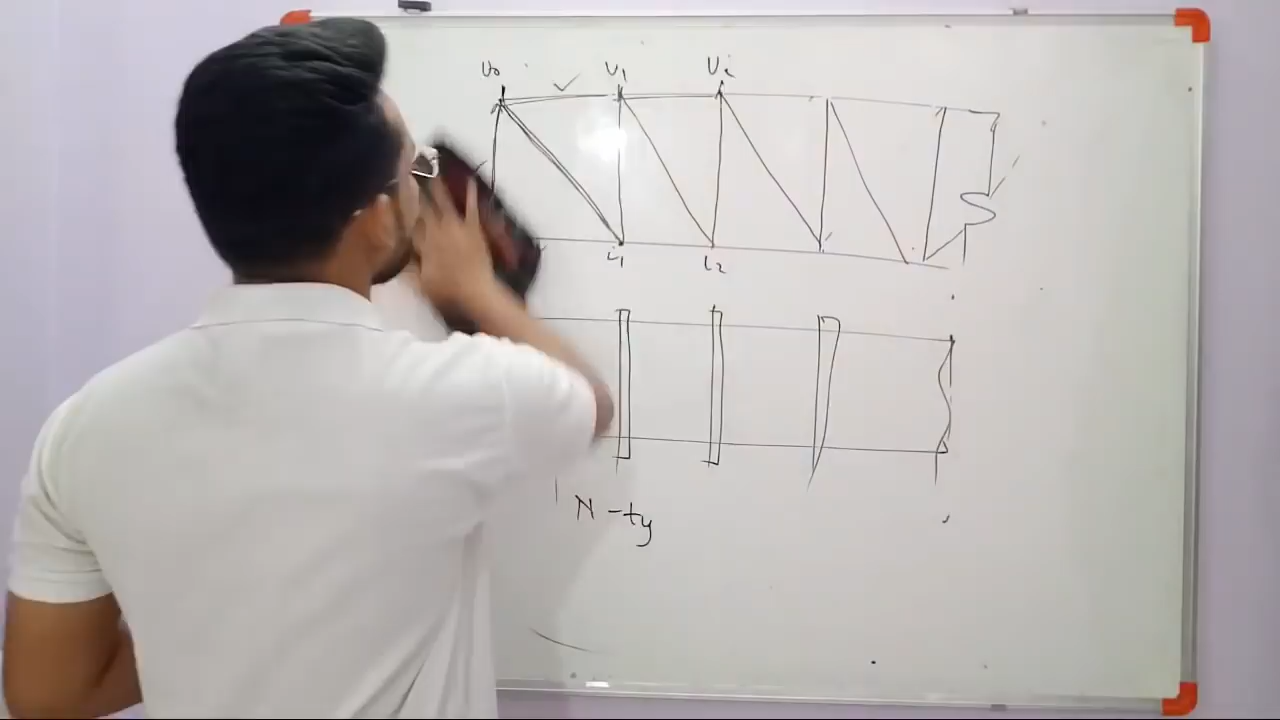 U₀ U₁ U₂
L₁ L₂
N-ty